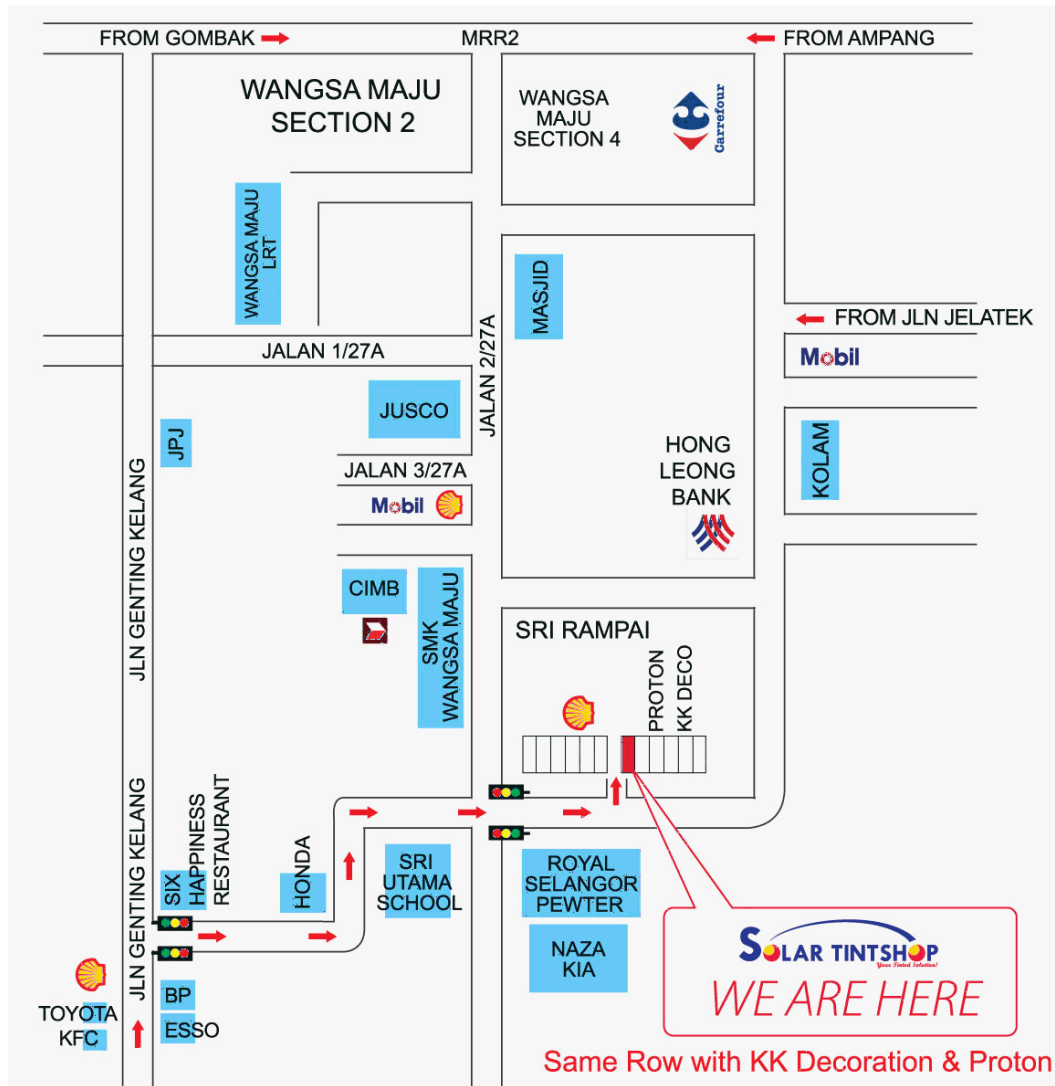 FROM GOMBAK
MRR2
FROM AMPANG
WANGSA MAJU
SECTION 2
WANGSA
MAJU
SECTION 4
Carrefour
WANGSA MAJU
LRT
MASJID
FROM JLN JELATEK
JALAN 1/27A
JALAN 2/27A
Mobil
JUSCO
JPJ
HONG
LEONG
BANK
KOLAM
JALAN 3/27A
Mobil
JLN GENTING KELANG
CIMB
SMK
WANGSA MAJU
SRI RAMPAI
PROTON
KK DECO
JLN GENTING KELANG
SIX
HAPPINESS
RESTAURANT
HONDA
SRI
UTAMA
SCHOOL
ROYAL
SELANGOR
PEWTER
NAZA
KIA
SOLAR TINTSHOP
Your Tinted Solution!
WE ARE HERE
TOYOTA
KFC
BP
ESSO
Same Row with KK Decoration & Proton